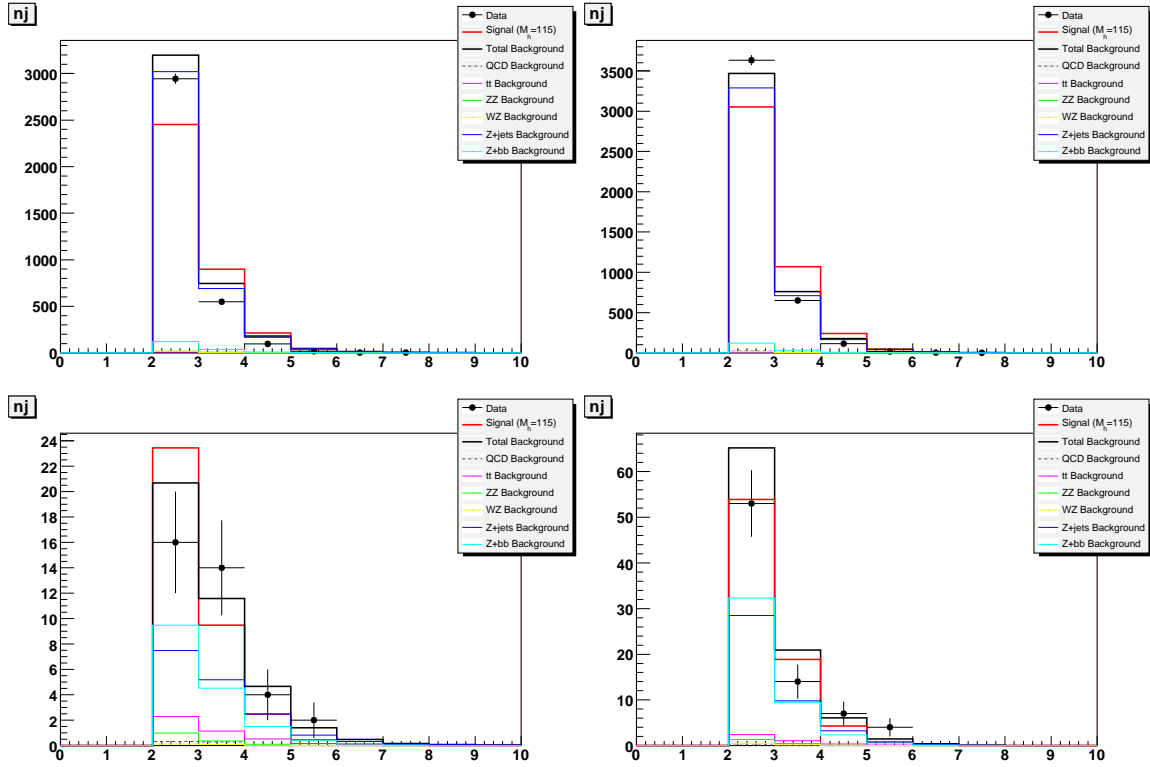 nj
Data
Signal (M_h=115)
Total Background
QCD Background
tt Background
ZZ Background
WZ Background
Z+jets Background
Z+bb Background
3000
2500
2000
1500
1000
500
0
0 1 2 3 4 5 6 7 8 9 10
nj
Data
Signal (M_h=115)
Total Background
QCD Background
tt Background
ZZ Background
WZ Background
Z+jets Background
Z+bb Background
3500
3000
2500
2000
1500
1000
500
0
0 1 2 3 4 5 6 7 8 9 10
nj
Data
Signal (M_h=115)
Total Background
QCD Background
tt Background
ZZ Background
WZ Background
Z+jets Background
Z+bb Background
24
22
20
18
16
14
12
10
8
6
4
2
0
0 1 2 3 4 5 6 7 8 9 10
nj
Data
Signal (M_h=115)
Total Background
QCD Background
tt Background
ZZ Background
WZ Background
Z+jets Background
Z+bb Background
60
50
40
30
20
10
0
0 1 2 3 4 5 6 7 8 9 10